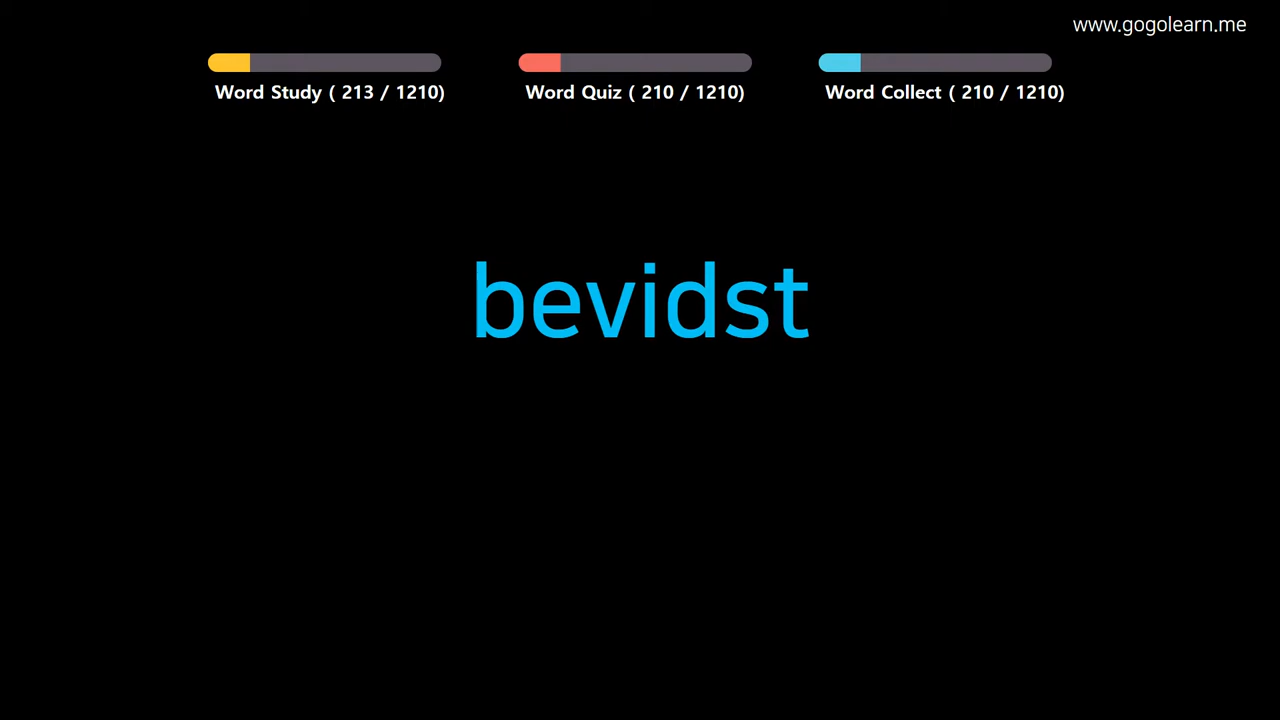 www.gogolearn.me
Word Study ( 213 / 1210)
Word Quiz ( 210 / 1210)
Word Collect ( 210 / 1210)
bevidst